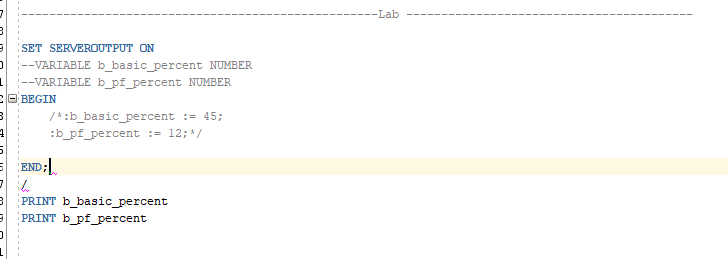 ---------------------------------------------------Lab ---------------------------------------------
SET SERVEROUTPUT ON
--VARIABLE b_basic_percent NUMBER
--VARIABLE b_pf_percent NUMBER
BEGIN
/*:b_basic_percent := 45;
:b_pf_percent := 12;*/
END;
/
PRINT b_basic_percent
PRINT b_pf_percent